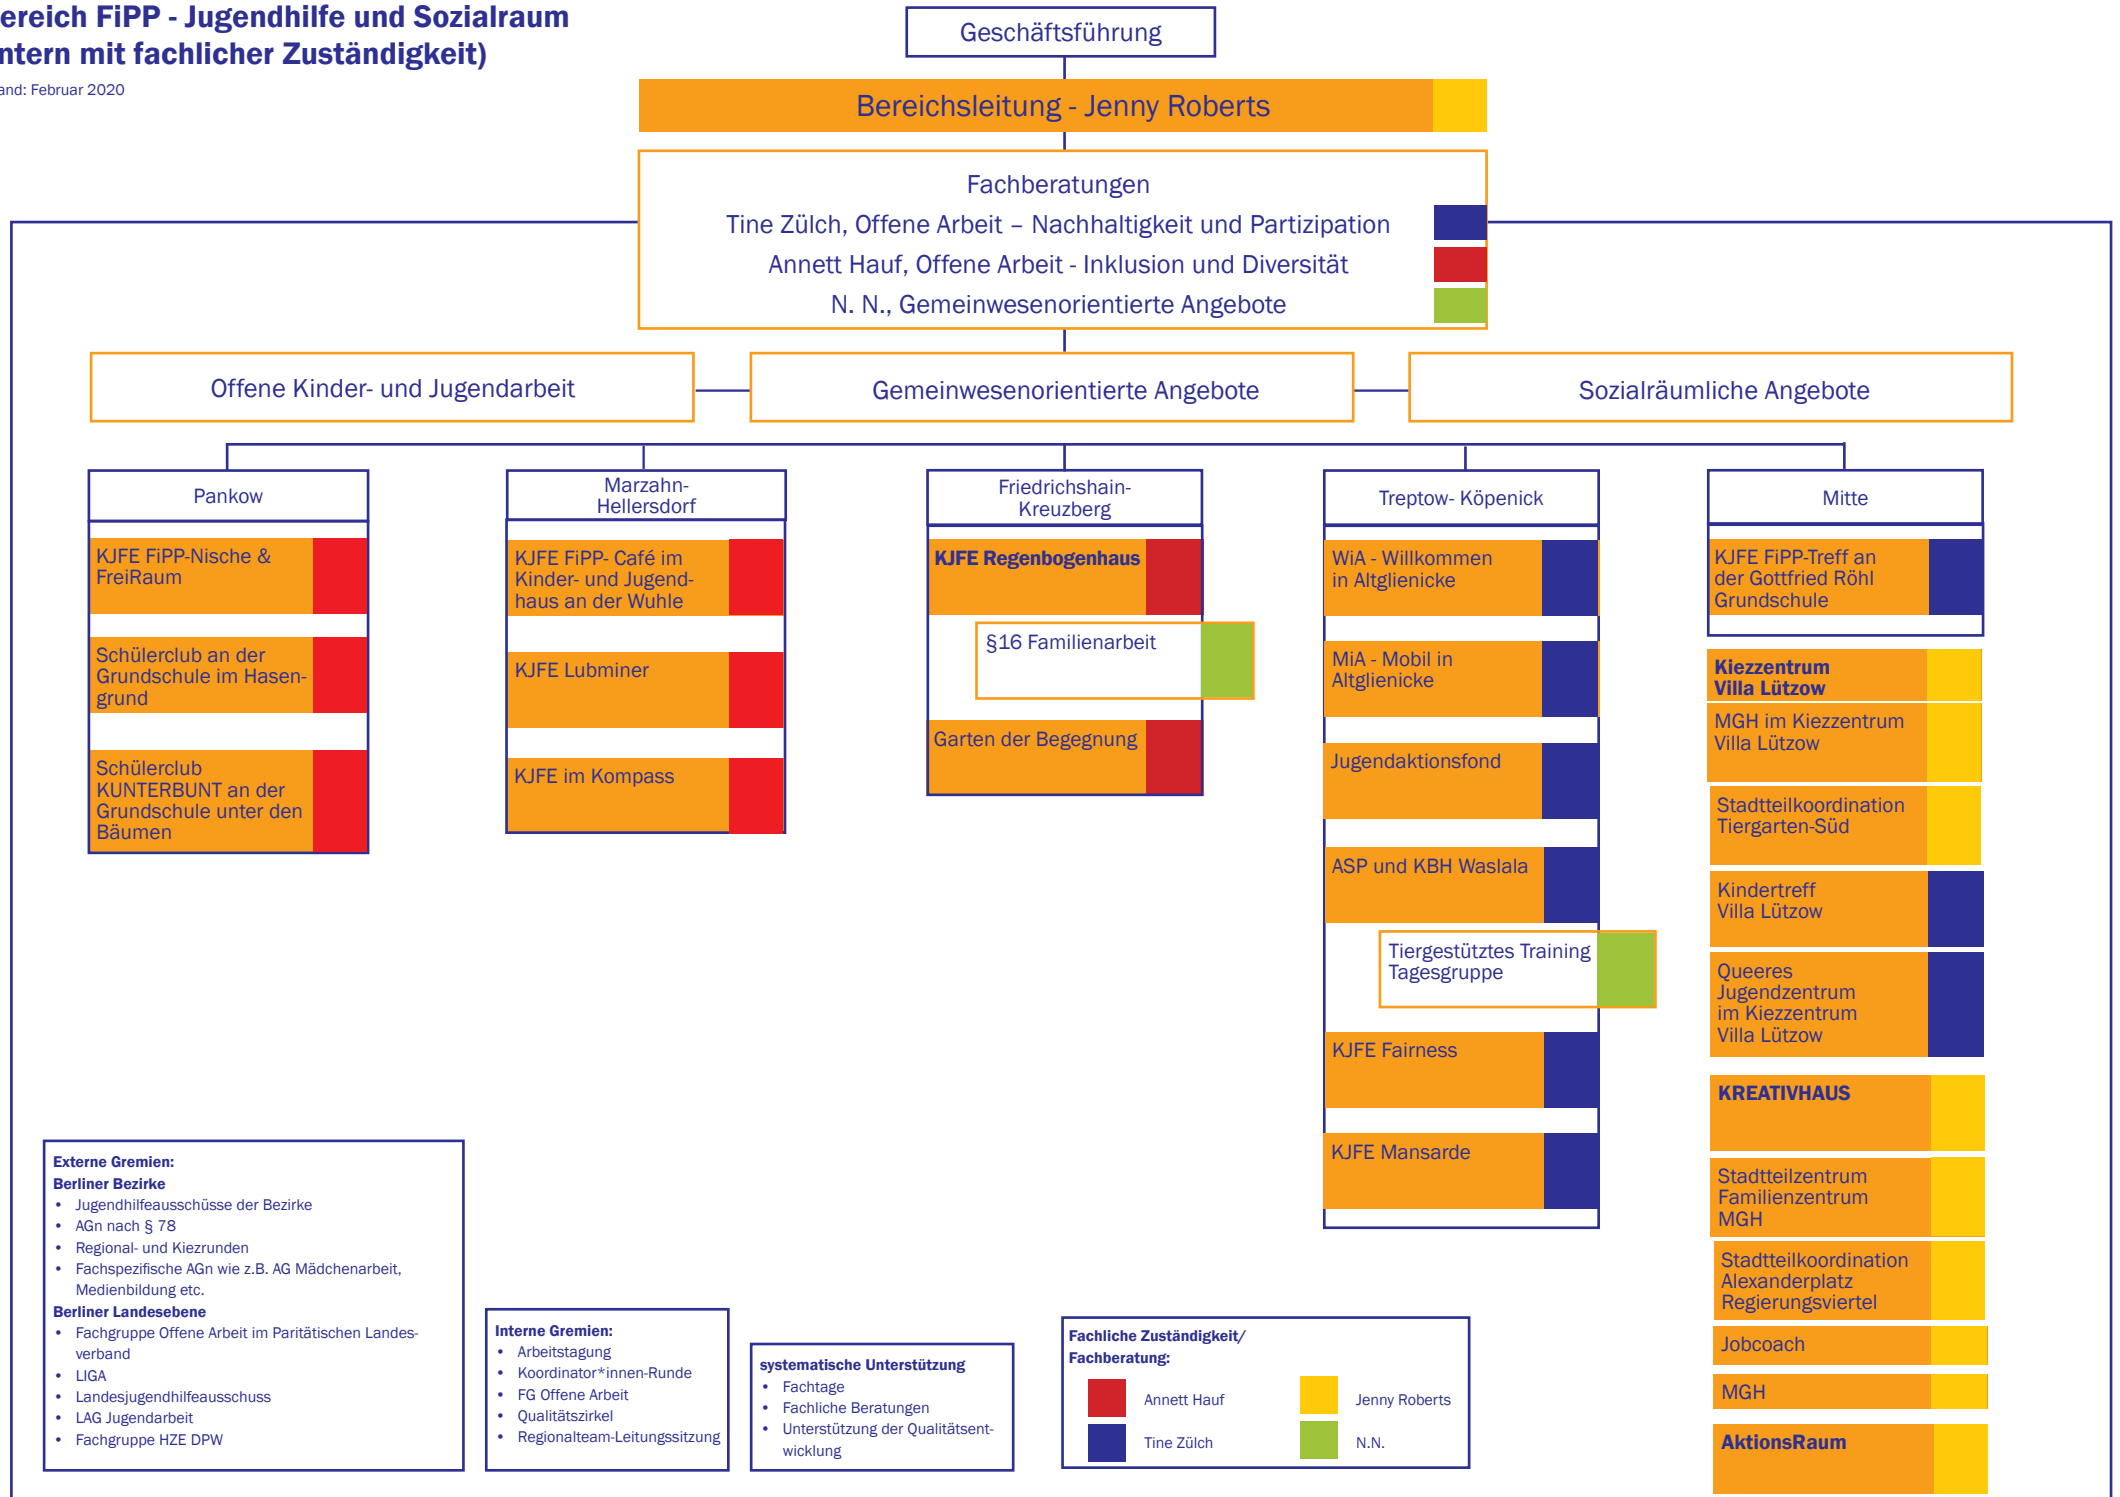 ereich FiPP - Jugendhilfe und Sozialraum
ntern mit fachlicher Zuständigkeit)
and: Februar 2020
Geschäftsführung
Bereichsleitung - Jenny Roberts
Fachberatungen
Tine Zülch, Offene Arbeit – Nachhaltigkeit und Partizipation
Annett Hauf, Offene Arbeit - Inklusion und Diversität
N. N., Gemeinwesenorientierte Angebote
Offene Kinder- und Jugendarbeit
Gemeinwesenorientierte Angebote
Sozialräumliche Angebote
Pankow
KJFE FiPP-Nische &
FreiRaum
Schülerclub an der
Grundschule im Hasen-
grund
Schülerclub
KUNTERBUNT an der
Grundschule unter den
Bäumen
Marzahn-
Hellersdorf
KJFE FiPP- Café im
Kinder- und Jugend-
haus an der Wuhle
KJFE Lubminer
KJFE im Kompass
Friedrichshain-
Kreuzberg
KJFE Regenbogenhaus
§16 Familienarbeit
Garten der Begegnung
Treptow- Köpenick
WiA - Willkommen
in Altglienicke
MiA - Mobil in
Altglienicke
Jugendaktionsfond
ASP und KBH Waslala
Tiergestütztes Training
Tagesgruppe
KJFE Fairness
KJFE Mansarde
Mitte
KJFE FiPP-Treff an
der Gottfried Röhl
Grundschule
Kiezzentrum
Villa Lützow
MGH im Kiezzentrum
Villa Lützow
Stadtteilkoordination
Tiergarten-Süd
Kindertreff
Villa Lützow
Queeres
Jugendzentrum
im Kiezzentrum
Villa Lützow
KREATIVHAUS
Stadtteilzentrum
Familienzentrum
MGH
Stadtteilkoordination
Alexanderplatz
Regierungsviertel
Jobcoach
MGH
AktionsRaum
Externe Gremien:
Berliner Bezirke
• Jugendhilfeausschüsse der Bezirke
• AGn nach § 78
• Regional- und Kiezrunden
• Fachspezifische AGn wie z.B. AG Mädchenarbeit,
Medienbildung etc.
Berliner Landesebene
• Fachgruppe Offene Arbeit im Paritätischen Landes-
verband
• LIGA
• Landesjugendhilfeausschuss
• LAG Jugendarbeit
• Fachgruppe HZE DPW
Interne Gremien:
• Arbeitstagung
• Koordinator*innen-Runde
• FG Offene Arbeit
• Qualitätszirkel
• Regionalteam-Leitungssitzung
systematische Unterstützung
• Fachtage
• Fachliche Beratungen
• Unterstützung der Qualitätsent-
wicklung
Fachliche Zuständigkeit/
Fachberatung:
Annett Hauf
Jenny Roberts
Tine Zülch
N.N.